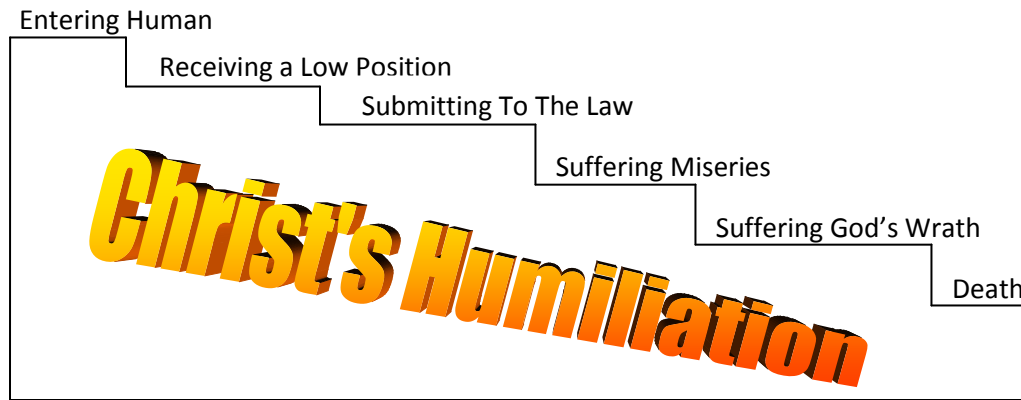 Entering Human
Receiving a Low Position
Submitting To The Law
Suffering Miseries
Suffering God’s Wrath
Death
Christ's Humiliation